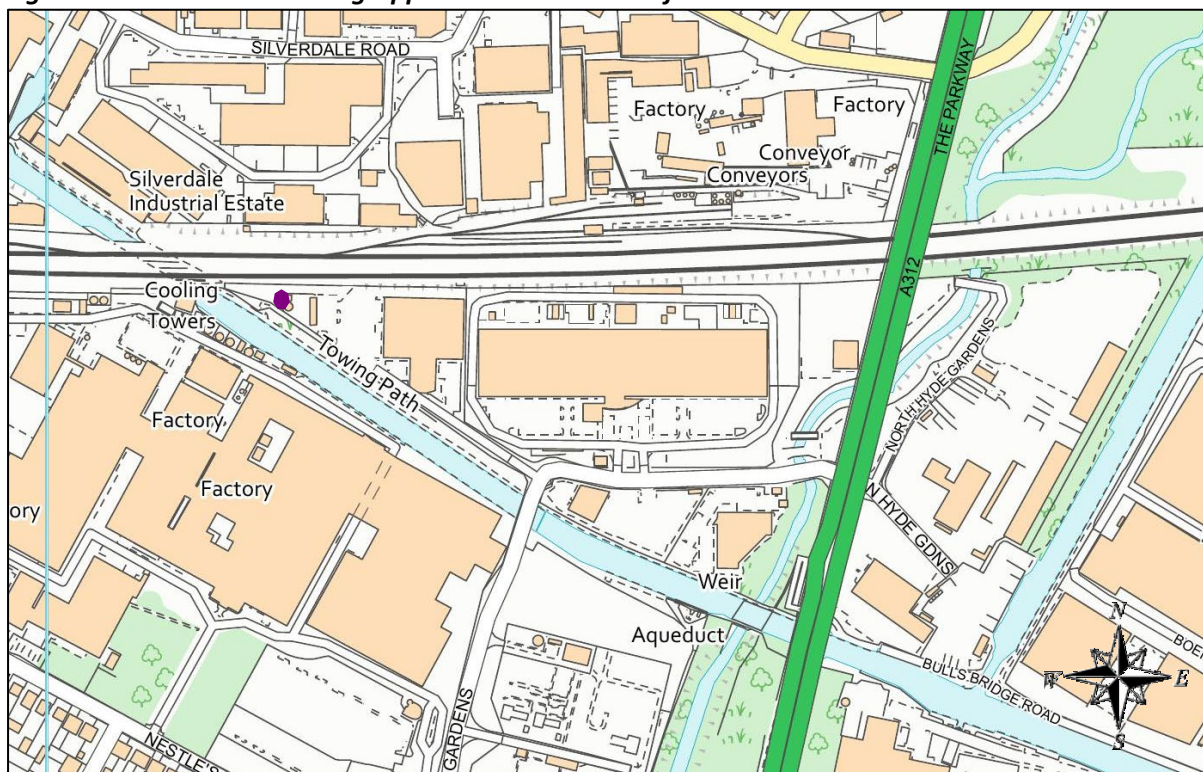 SILVERDALE ROAD
THE PARKWAY
Factory
Factory
Conveyor
Conveyors
Silverdale
Industrial Estate
A312
Cooling
Towers
Towing Path
NORTH HYDE GARDENS
Factory
Factory
ory
N HYDE GDNS
Weir
Aqueduct
N
W
E
S
BULLS BRIDGE ROAD
BOE
GARDENS
NESTLE'S